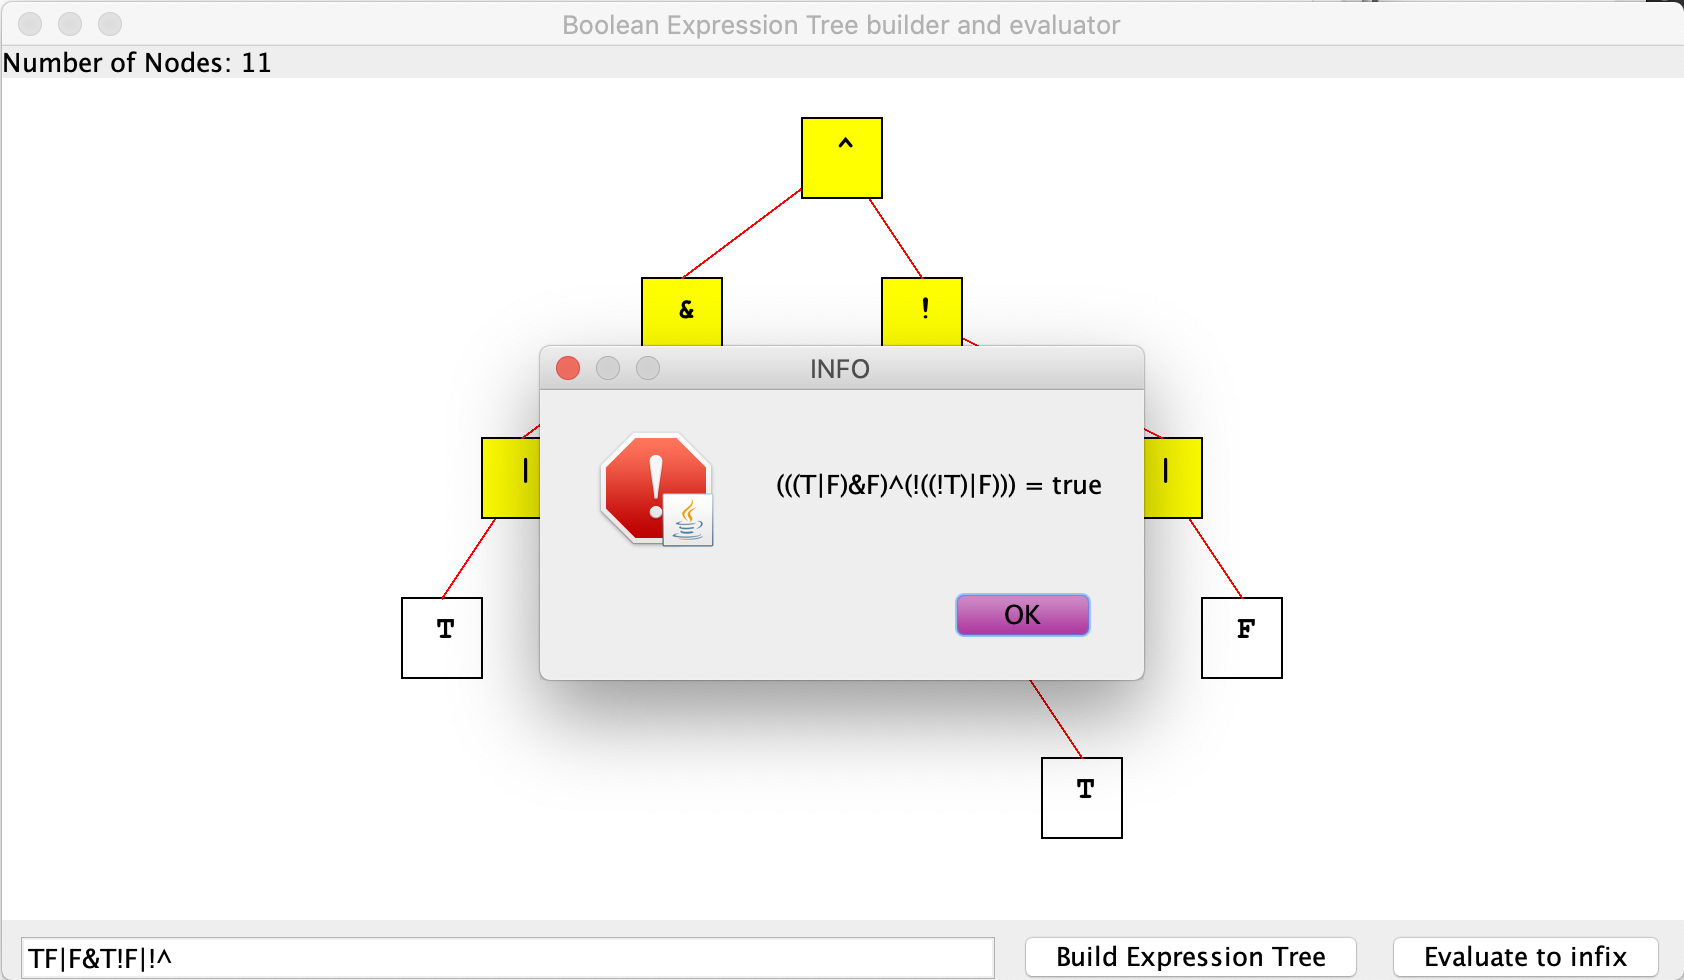 Boolean Expression Tree builder and evaluator
Number of Nodes: 11
^
&
!
INFO
|
(((T|F)&F)^(!((!T)|F))) = true
|
OK
T
F
T
TF|F&T!F|!^
Build Expression Tree
Evaluate to infix